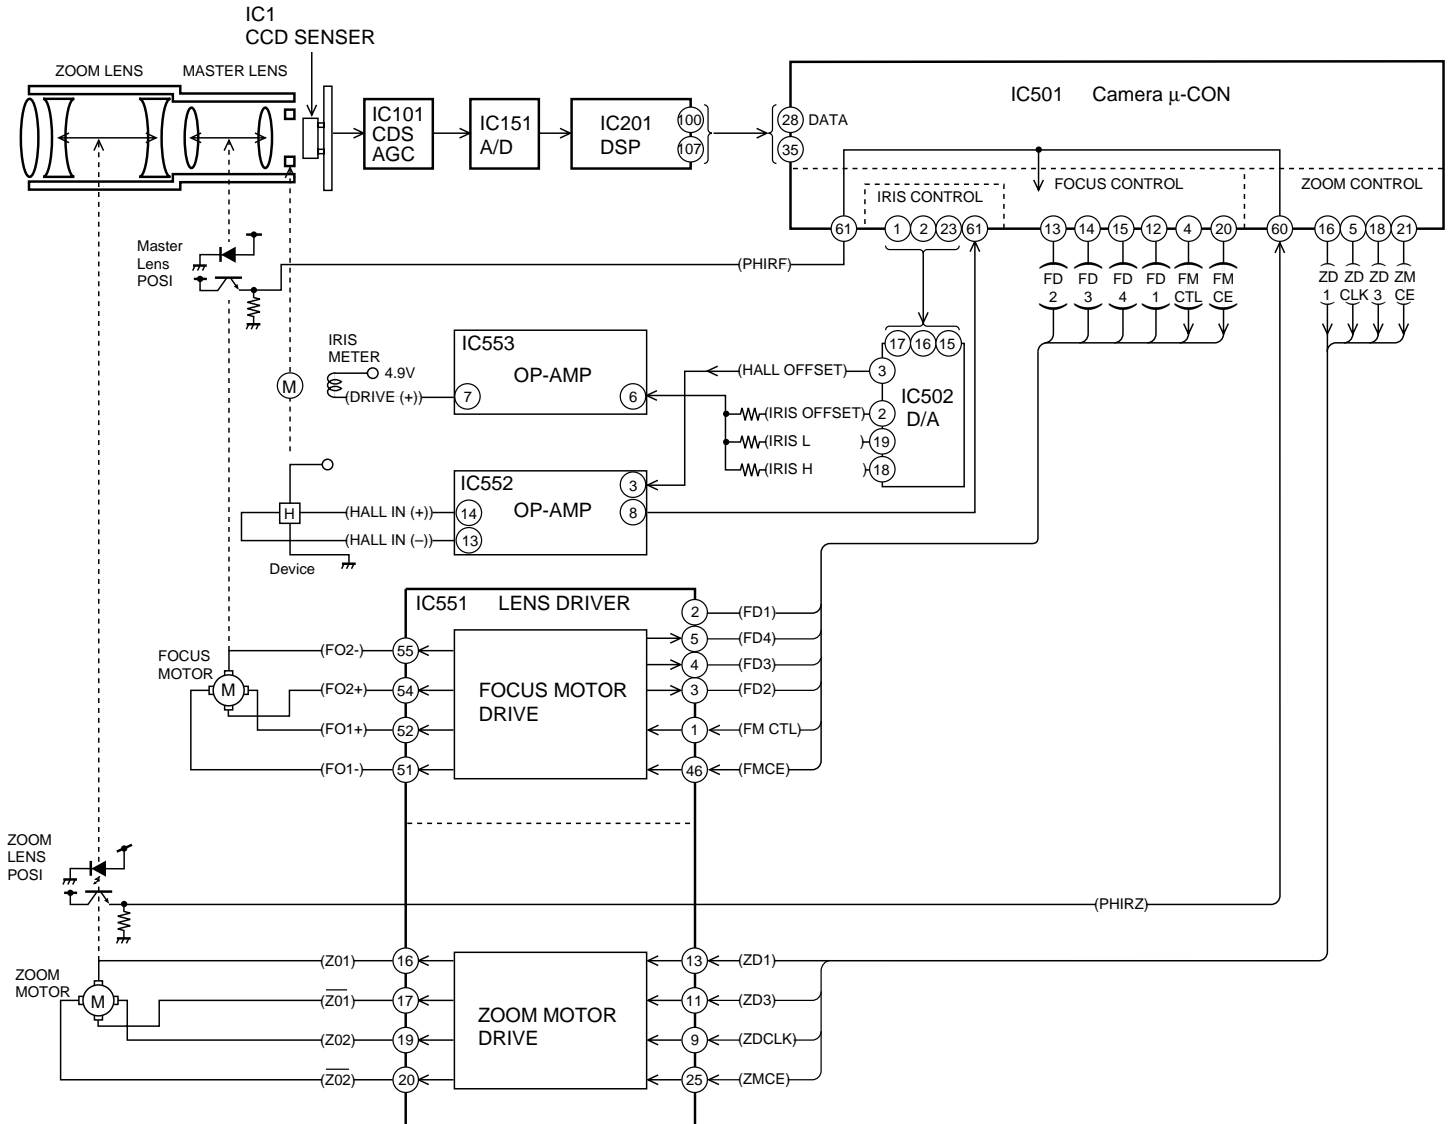 IC1
CCD SENSER
ZOOM LENS
MASTER LENS
IC101
CDS
AGC
IC151
A/D
IC201
DSP
100
107
28
DATA
35
IC501 Camera μ-CON
IRIS CONTROL
FOCUS CONTROL
ZOOM CONTROL
61
1
2
23
61
13
14
15
12
4
20
60
16
5
18
21
Master
Lens
POSI
(PHIRF)
FD
2
FD
3
FD
4
FD
1
FM
CTL
FM
CE
ZD
1
ZD
CLK
ZD
3
ZM
CE
IRIS
METER
4.9V
(DRIVE (+))
M
IC553
OP-AMP
7
6
17
16
15
(HALL OFFSET)
3
IC502
D/A
(IRIS OFFSET)
2
(IRIS L )
19
(IRIS H )
18
IC552
OP-AMP
3
8
14
13
H
(HALL IN (+))
(HALL IN (–))
Device
IC551 LENS DRIVER
2
(FD1)
5
(FD4)
4
(FD3)
3
(FD2)
1
(FM CTL)
46
(FMCE)
FOCUS MOTOR
DRIVE
FOCUS
MOTOR
M
(FO2-)
55
(FO2+)
54
(FO1+)
52
(FO1-)
51
ZOOM
LENS
POSI
(PHIRZ)
ZOOM
MOTOR
M
(Z01)
16
(Z̅0̅1̅)
17
(Z02)
19
(Z̅0̅2̅)
20
ZOOM MOTOR
DRIVE
13
(ZD1)
11
(ZD3)
9
(ZDCLK)
25
(ZMCE)